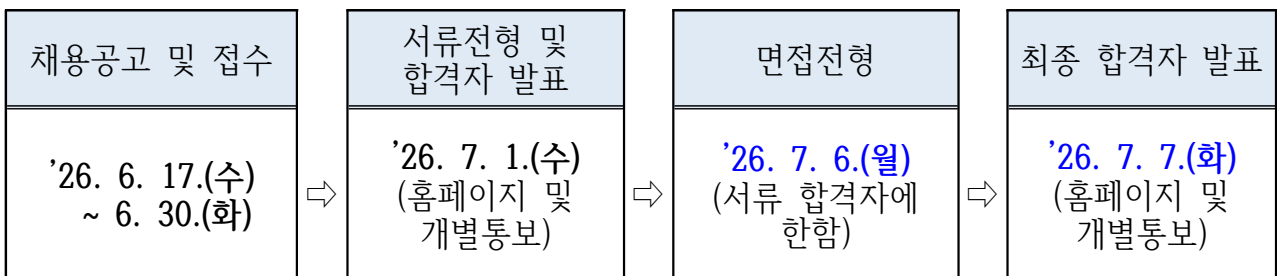 채용공고 및 접수
'26. 6. 17.(수)
~ 6. 30.(화)
⇨
서류전형 및
합격자 발표
'26. 7. 1.(수)
(홈페이지 및
개별통보)
⇨
면접전형
'26. 7. 6.(월)
(서류 합격자에
한함)
⇨
최종 합격자 발표
'26. 7. 7.(화)
(홈페이지 및
개별통보)